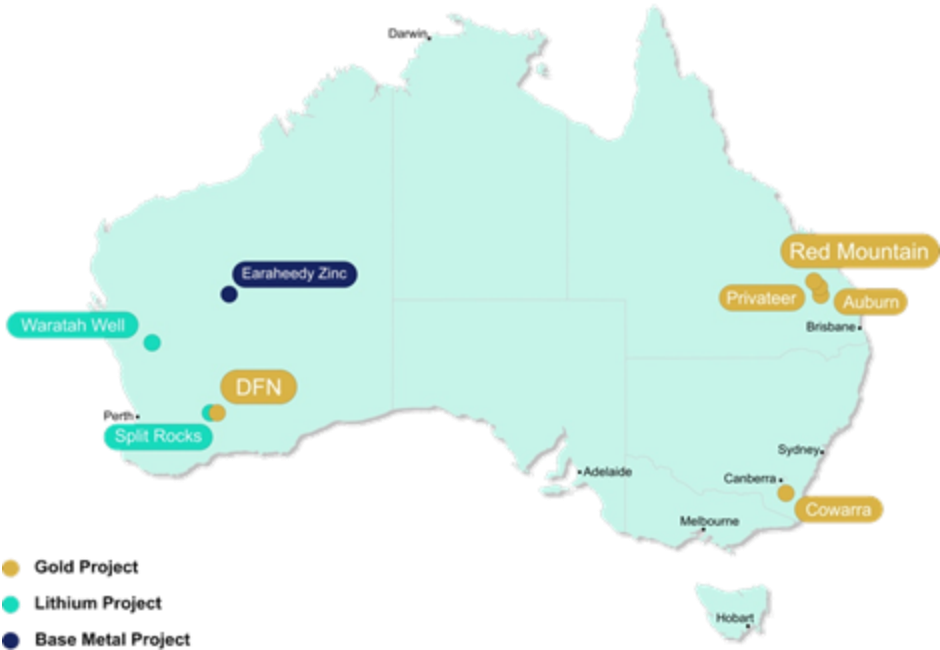 Darwin
Red Mountain
Earaheedy Zinc
Privateer
Auburn
Waratah Well
Brisbane
DFN
Perth
Split Rocks
Sydney
Adelaide
Canberra
Cowarra
Melbourne
Gold Project
Lithium Project
Hobart
Base Metal Project